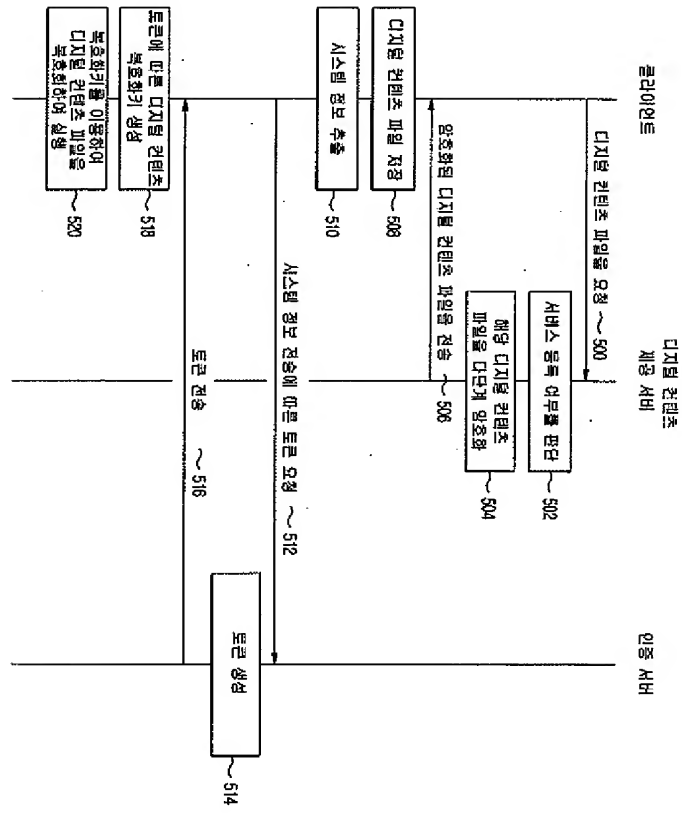 클라이언트
디지털 컨텐츠
제공 서버
인증 서버
디지털 컨텐츠 파일을 요청 ~ 500
서비스 등록 여부를 판단
502
해당 디지털 컨텐츠
파일을 다단계 암호화
504
암호화된 디지털 컨텐츠 파일을 전송 ~ 506
디지털 컨텐츠 파일 저장
508
시스템 정보 추출
510
시스템 정보 전송에 따른 토큰 요청 ~ 512
토큰 생성
514
토큰 전송 ~ 516
토큰에 따른 디지털 컨텐츠
복호화키 생성
518
복호화키를 이용하여
디지털 컨텐츠 파일을
복호화하여 실행
520